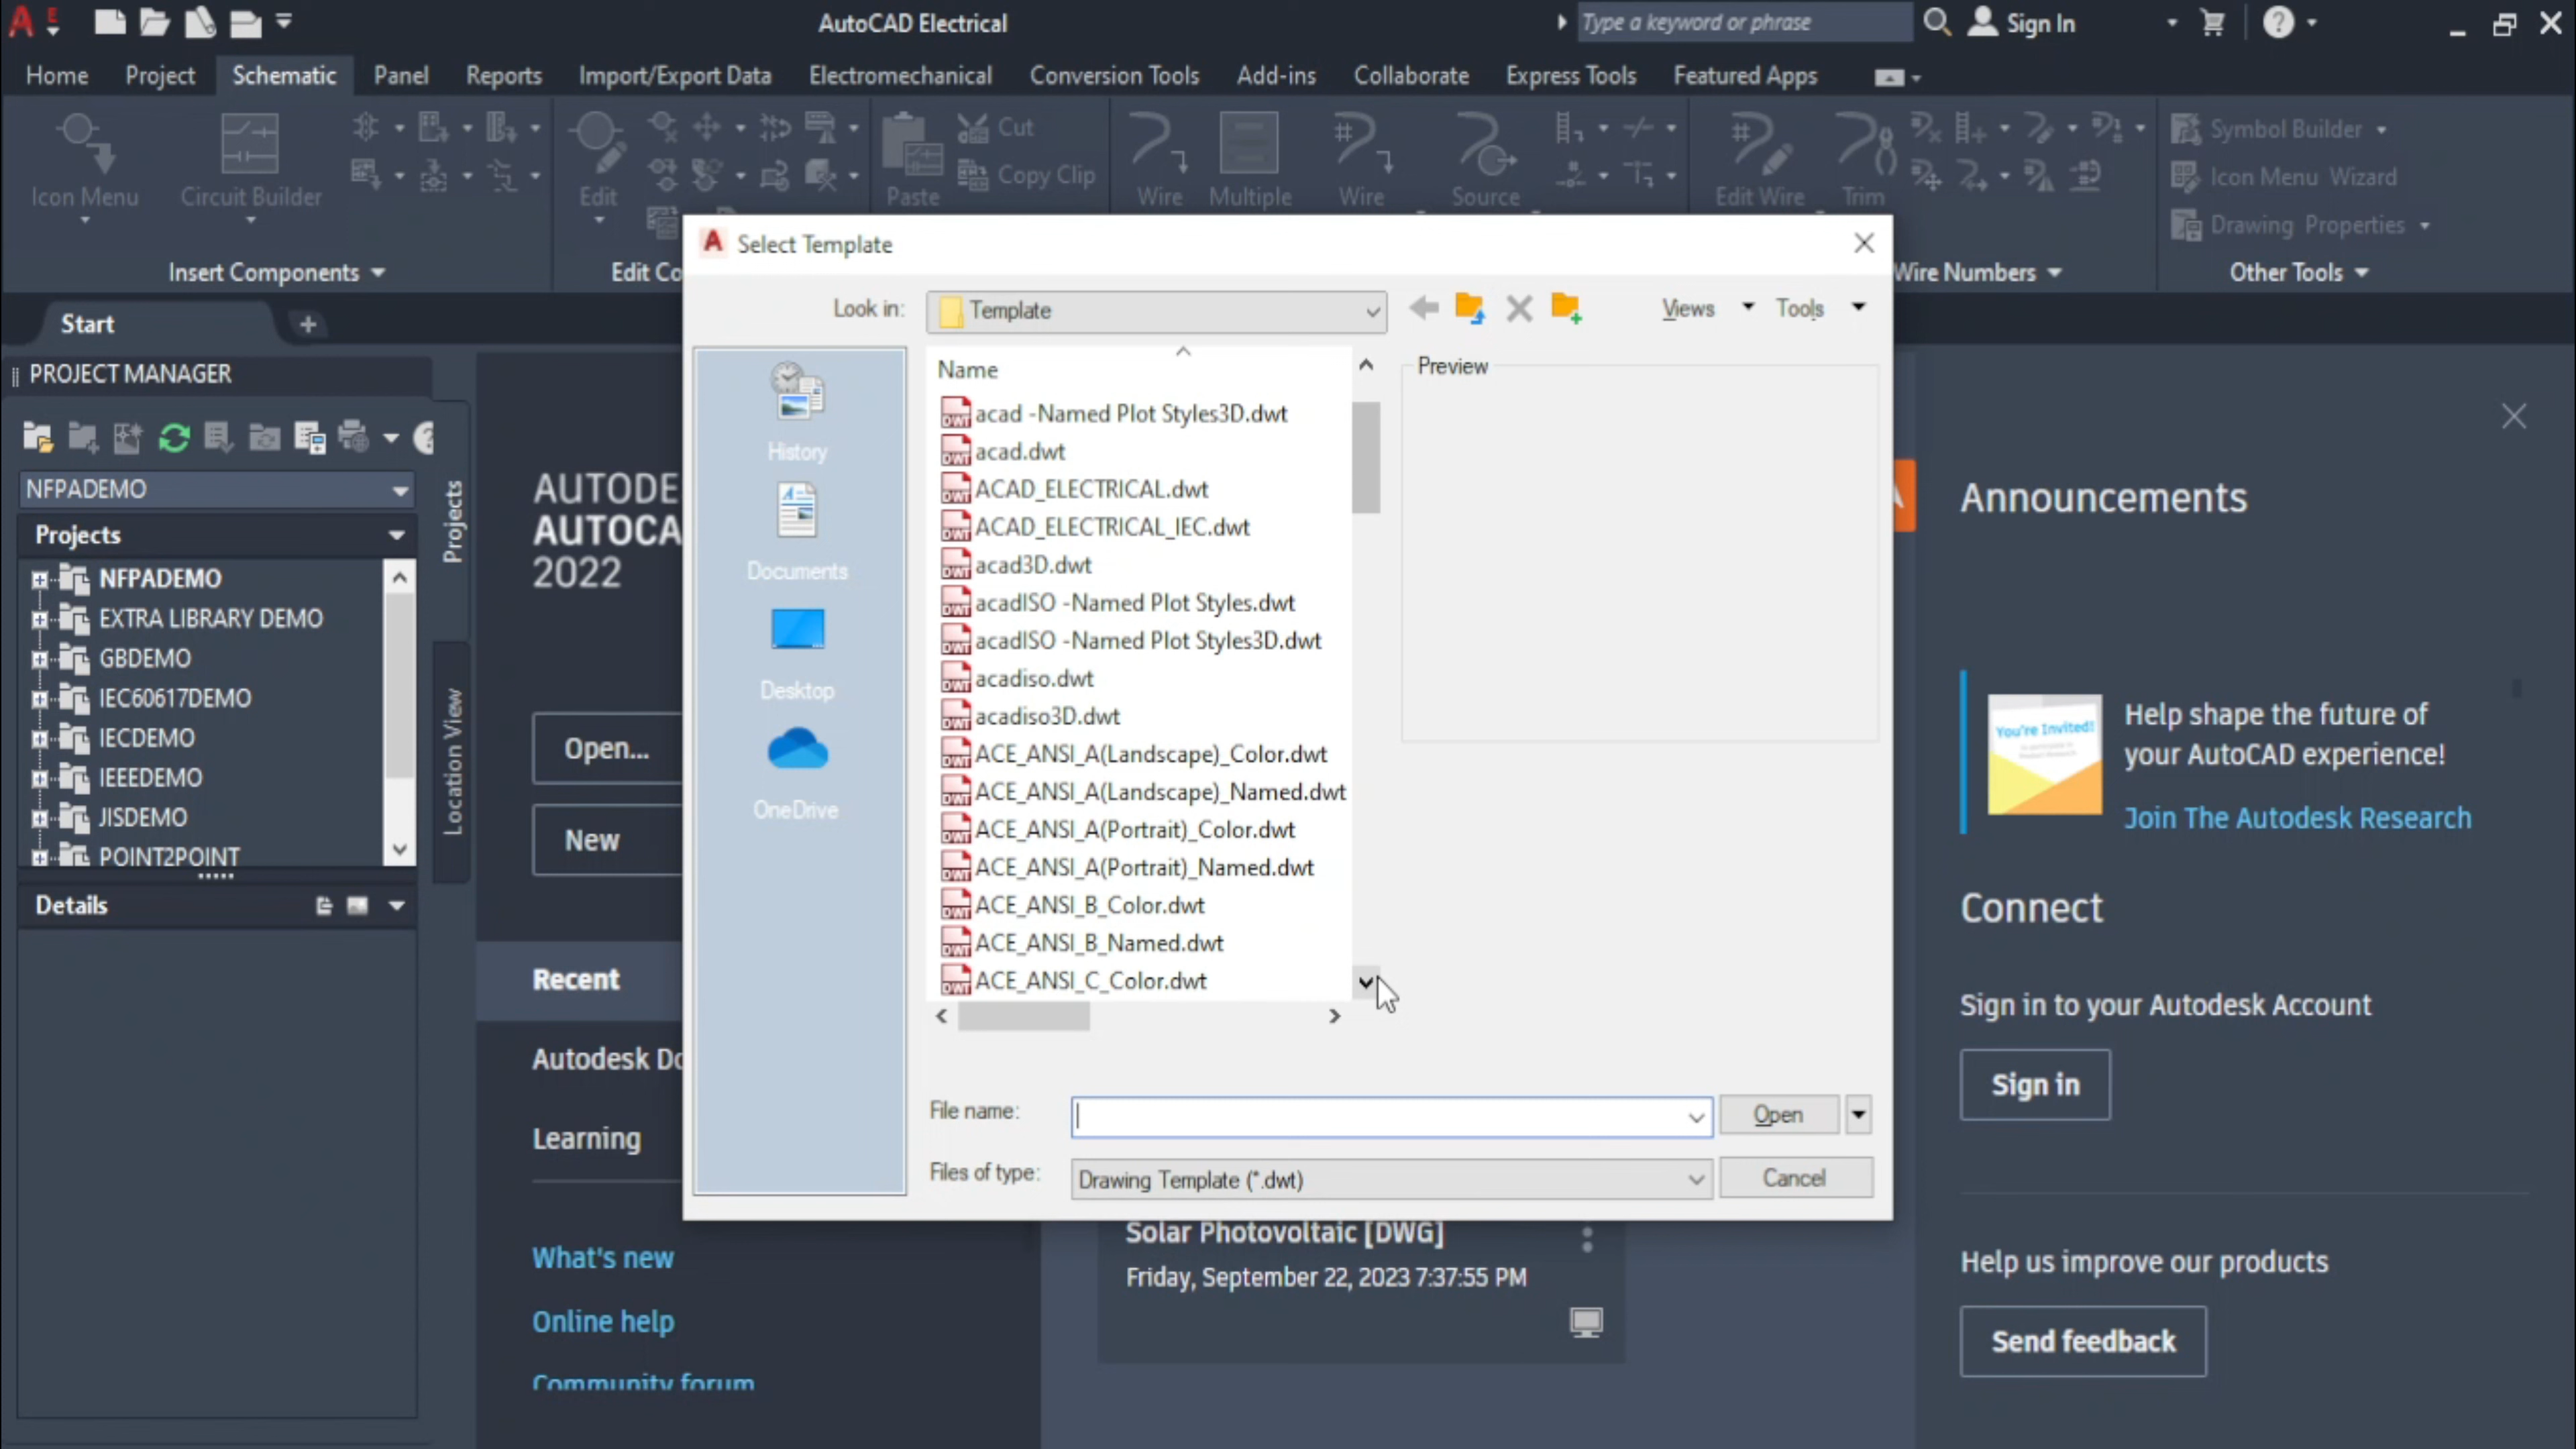 AutoCAD Electrical
Type a keyword or phrase
Sign In
Home Project Schematic Panel Reports Import/Export Data Electromechanical Conversion Tools Add-ins Collaborate Express Tools Featured Apps
Cut
Copy Clip
Icon Menu Circuit Builder Edit Paste Wire Multiple Wire Source Edit Wire Trim
Symbol Builder
Icon Menu Wizard
Drawing Properties
Insert Components
Edit Co
Wire Numbers
Other Tools
Start
PROJECT MANAGER
NFPADEMO
Projects
NFPADEMO
EXTRA LIBRARY DEMO
GBDEMO
IEC60617DEMO
IECDEMO
IEEEDEMO
JISDEMO
POINT2POINT
Details
Projects
Location View
AUTODE
AUTOCA
2022
Open...
New
Recent
Autodesk Do
Learning
What's new
Online help
Community forum
Select Template
Look in: Template
Views Tools
History
Documents
Desktop
OneDrive
Name
acad -Named Plot Styles3D.dwt
acad.dwt
ACAD_ELECTRICAL.dwt
ACAD_ELECTRICAL_IEC.dwt
acad3D.dwt
acadISO -Named Plot Styles.dwt
acadISO -Named Plot Styles3D.dwt
acadiso.dwt
acadiso3D.dwt
ACE_ANSI_A(Landscape)_Color.dwt
ACE_ANSI_A(Landscape)_Named.dwt
ACE_ANSI_A(Portrait)_Color.dwt
ACE_ANSI_A(Portrait)_Named.dwt
ACE_ANSI_B_Color.dwt
ACE_ANSI_B_Named.dwt
ACE_ANSI_C_Color.dwt
Preview
File name:
Open
Files of type: Drawing Template (*.dwt)
Cancel
Solar Photovoltaic [DWG]
Friday, September 22, 2023 7:37:55 PM
Announcements
You're Invited!
Help shape the future of
your AutoCAD experience!
Join The Autodesk Research
Connect
Sign in to your Autodesk Account
Sign in
Help us improve our products
Send feedback